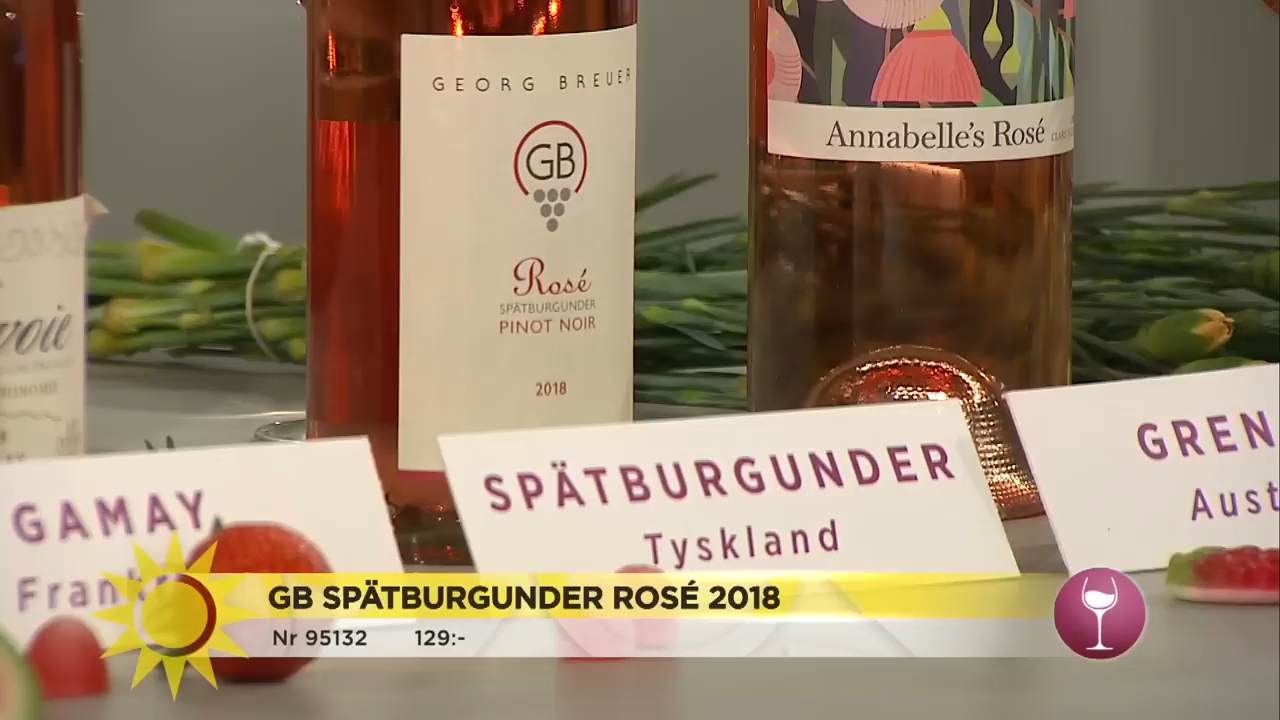 GEORG BREUER
GB
Rosé
SPÄTBURGUNDER
PINOT NOIR
2018
Annabelle's Rosé
GAMAY
SPÄTBURGUNDER
Tyskland
GREN
Aust
GB SPÄTBURGUNDER ROSÉ 2018
Nr 95132 129:-